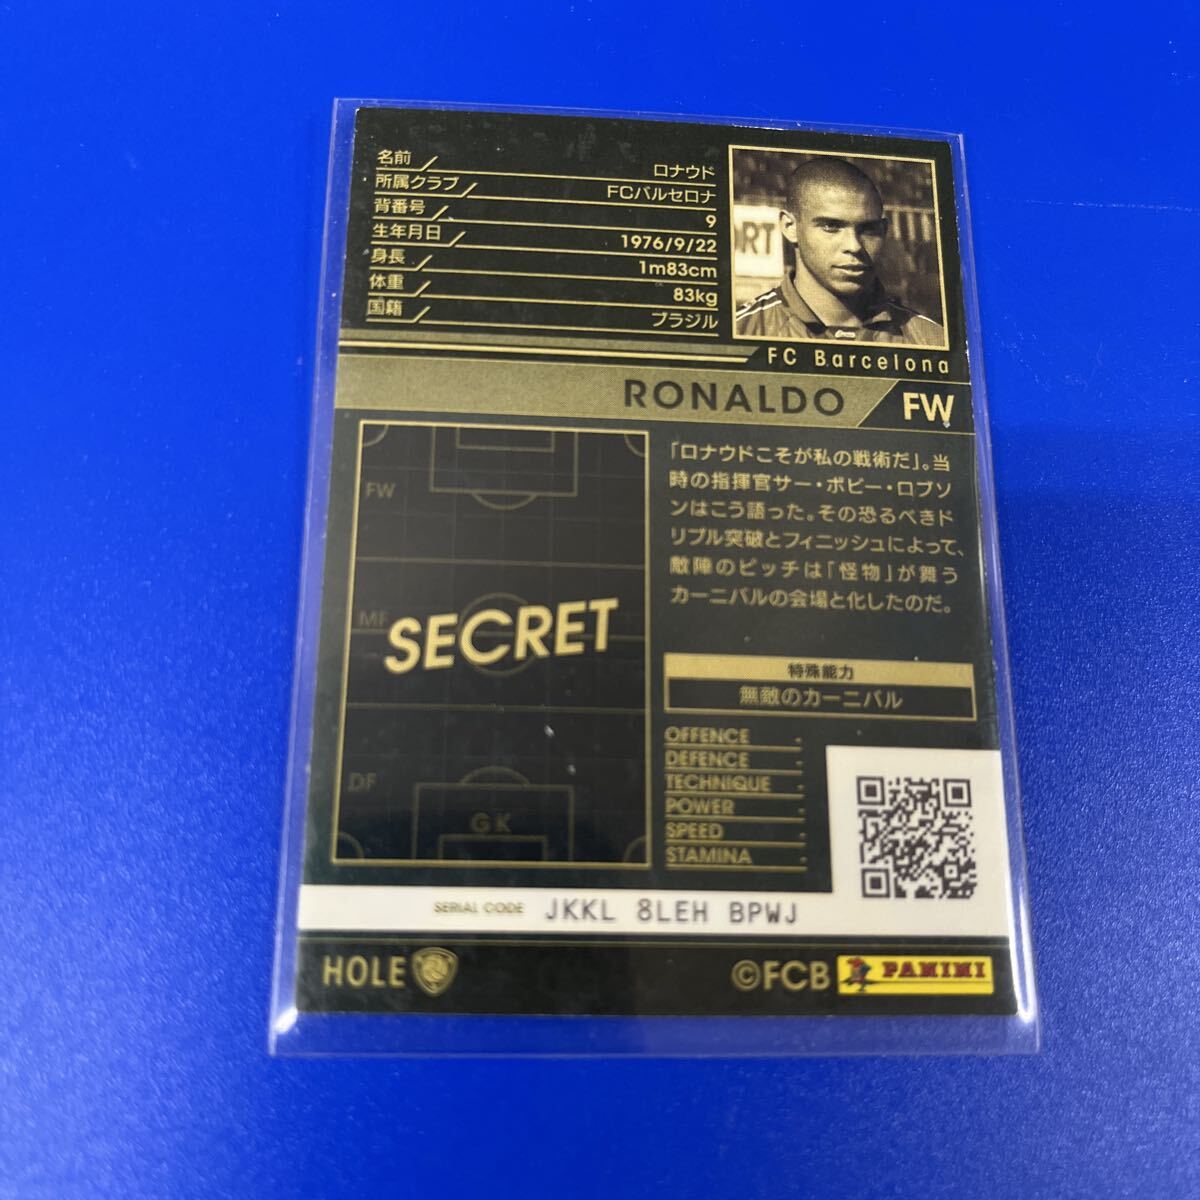 名前 ロナウド
所属クラブ FCバルセロナ
背番号 9
生年月日 1976/9/22
身長 1m83cm
体重 83kg
国籍 ブラジル
FC Barcelona
RONALDO FW
FW
MF
DF
GK
SECRET
「ロナウドこそが私の戦術だ」。当
時の指揮官サー・ボビー・ロブソ
ンはこう語った。その恐るべきド
リブル突破とフィニッシュによって、
敵陣のピッチは「怪物」が舞う
カーニバルの会場と化したのだ。
特殊能力
無敵のカーニバル
OFFENCE -
DEFENCE -
TECHNIQUE -
POWER -
SPEED -
STAMINA -
SERIAL CODE JKKL 8LEH BPWJ
HOLE
©FCB PANINI